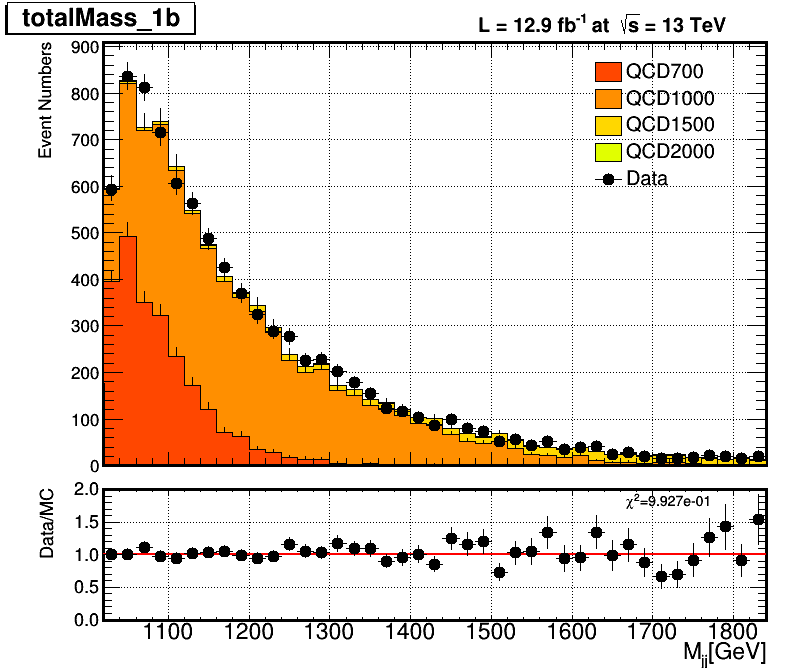 totalMass_1b
L = 12.9 fb⁻¹ at √s = 13 TeV
Event Numbers
900
800
700
600
500
400
300
200
100
0
QCD700
QCD1000
QCD1500
QCD2000
Data
Data/MC
2.0
1.5
1.0
0.5
0.0
χ²=9.927e-01
1100 1200 1300 1400 1500 1600 1700 1800
M_jj[GeV]